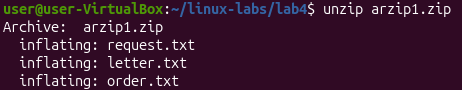 user@user-VirtualBox:~/linux-labs/lab4$ unzip arzip1.zip
Archive:  arzip1.zip
  inflating: request.txt
  inflating: letter.txt
  inflating: order.txt